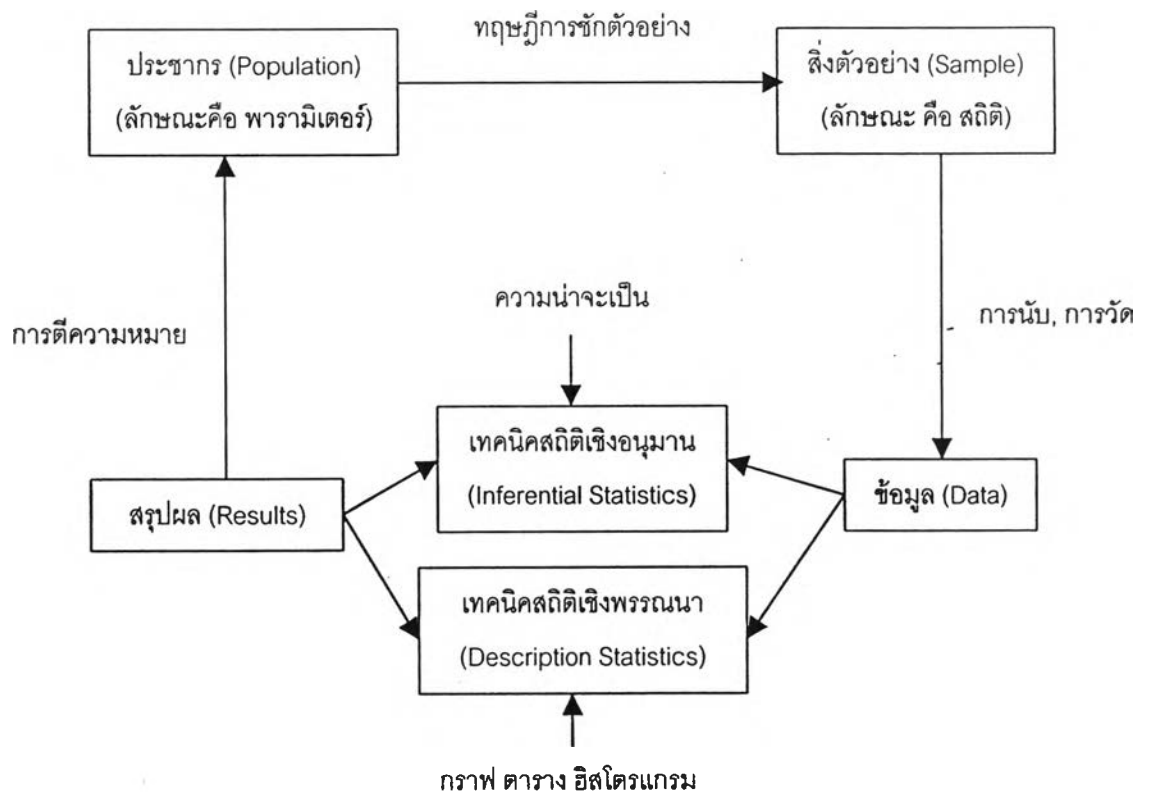 ทฤษฎีการชักตัวอย่าง
ประชากร (Population)
(ลักษณะคือ พารามิเตอร์)
สิ่งตัวอย่าง (Sample)
(ลักษณะ คือ สถิติ)
ความน่าจะเป็น
การตีความหมาย
การนับ, การวัด
เทคนิคสถิติเชิงอนุมาน
(Inferential Statistics)
สรุปผล (Results)
ข้อมูล (Data)
เทคนิคสถิติเชิงพรรณนา
(Description Statistics)
กราฟ ตาราง ฮิสโตรแกรม